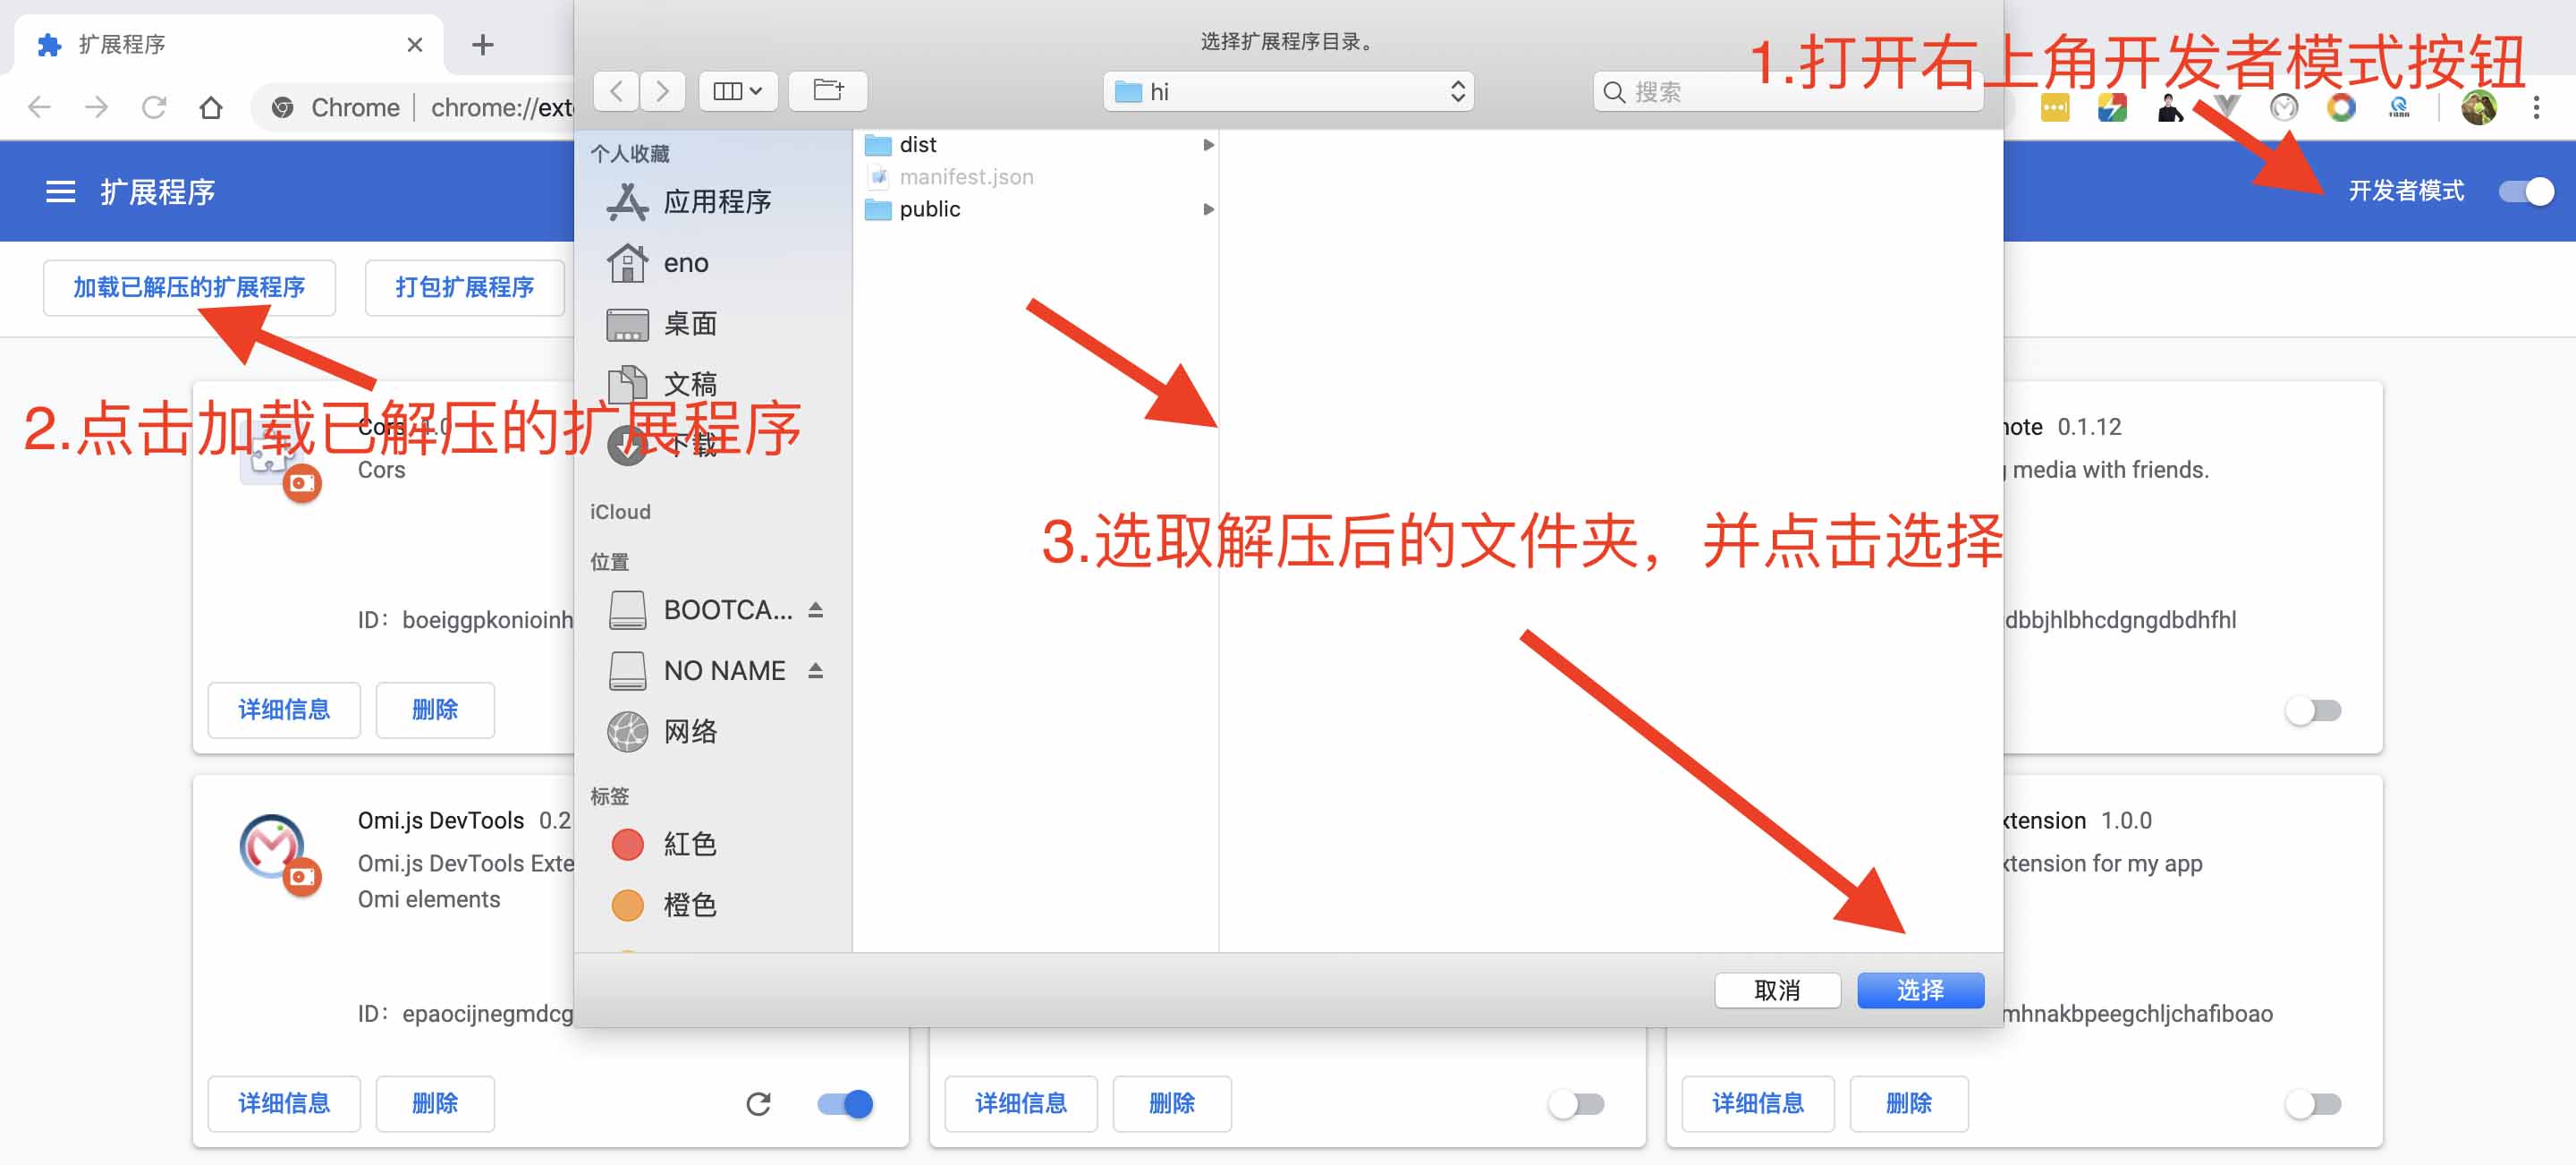 扩展程序
选择扩展程序目录。
1.打开右上角开发者模式按钮
Chrome
chrome://ext
hi
搜索
扩展程序
开发者模式
加载已解压的扩展程序
打包扩展程序
2.点击加载已解压的扩展程序
个人收藏
应用程序
eno
桌面
文稿
下载
iCloud
位置
BOOTCA...
NO NAME
网络
标签
紅色
橙色
dist
manifest.json
public
3.选取解压后的文件夹，并点击选择
取消
选择
Cors 1.0
Cors
ID：boeiggpkonioinh
详细信息
删除
note 0.1.12
g media with friends.
dbbjhlbhcdgngdbdhfhl
Omi.js DevTools 0.2
Omi.js DevTools Exte
Omi elements
ID：epaocijnegmdcg
详细信息
删除
详细信息
删除
xtension 1.0.0
xtension for my app
mhnakbpeegchljchafiboao
详细信息
删除